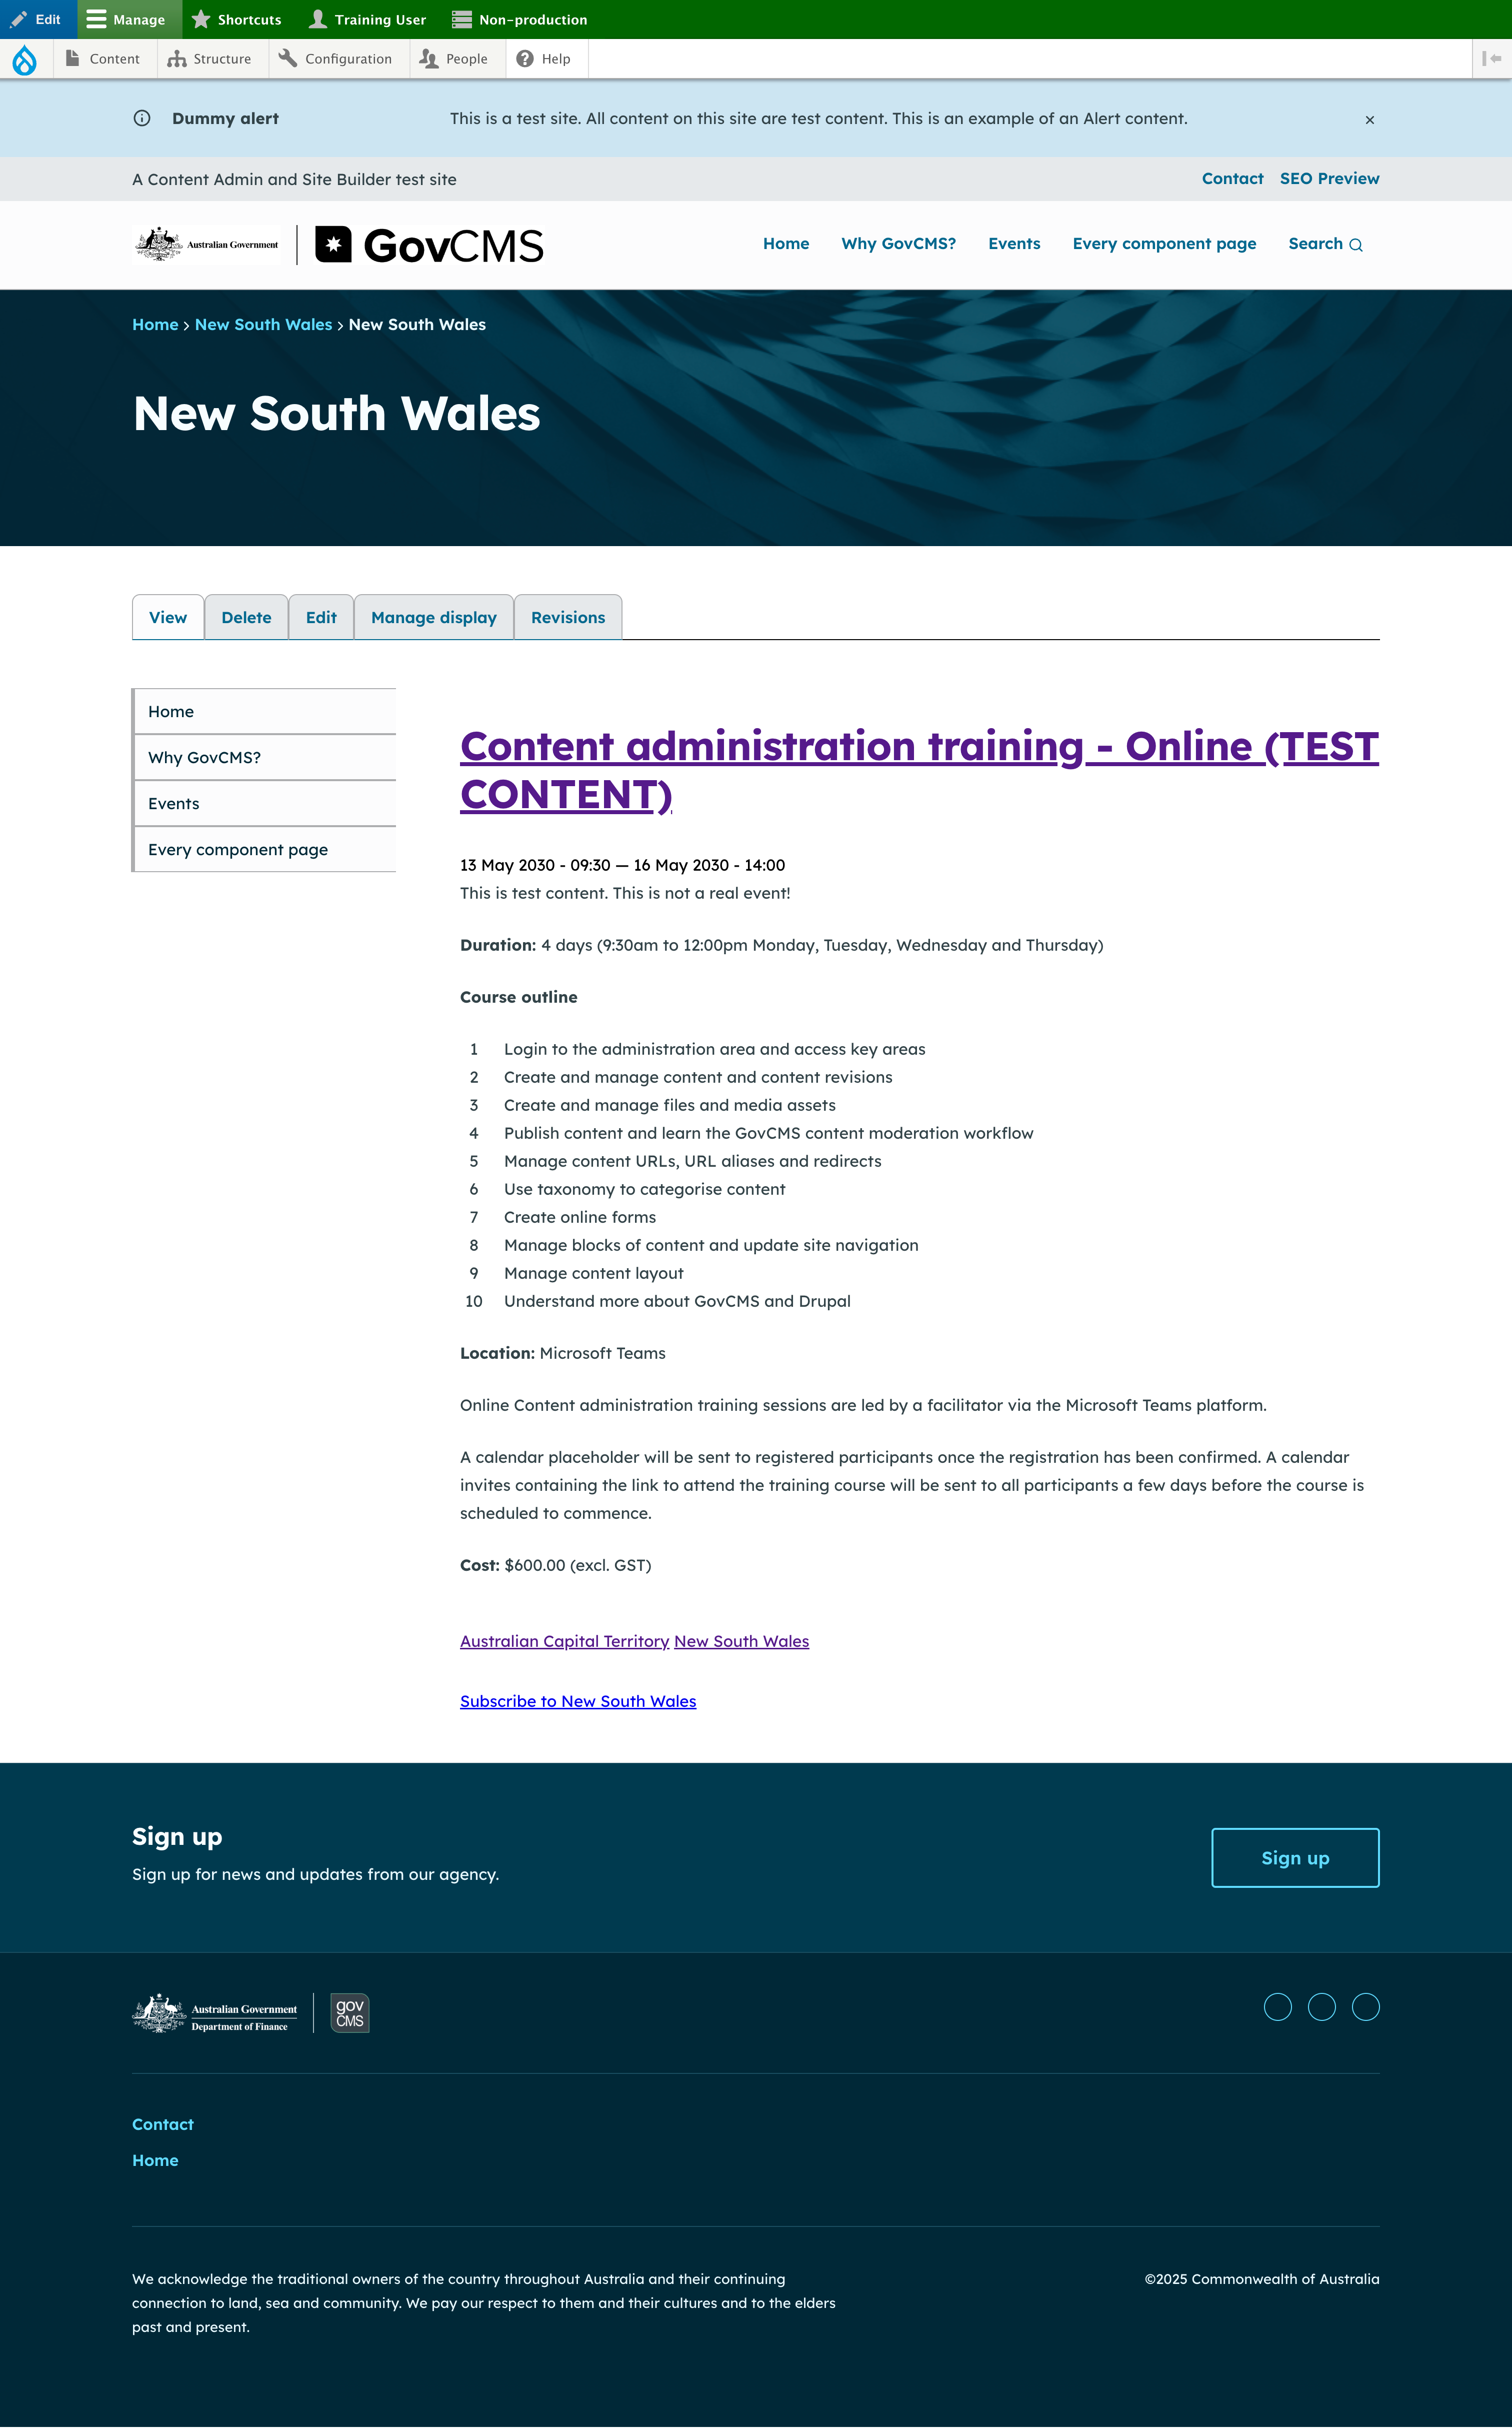 Edit Manage Shortcuts Training User Non-production
Content Structure Configuration People Help
Dummy alert This is a test site. All content on this site are test content. This is an example of an Alert content. ×
A Content Admin and Site Builder test site Contact SEO Preview
Australian Government GovCMS Home Why GovCMS? Events Every component page Search
Home › New South Wales › New South Wales
New South Wales
View Delete Edit Manage display Revisions
Home
Why GovCMS?
Events
Every component page
Content administration training - Online (TEST
CONTENT)
13 May 2030 - 09:30 — 16 May 2030 - 14:00
This is test content. This is not a real event!
Duration: 4 days (9:30am to 12:00pm Monday, Tuesday, Wednesday and Thursday)
Course outline
1 Login to the administration area and access key areas
2 Create and manage content and content revisions
3 Create and manage files and media assets
4 Publish content and learn the GovCMS content moderation workflow
5 Manage content URLs, URL aliases and redirects
6 Use taxonomy to categorise content
7 Create online forms
8 Manage blocks of content and update site navigation
9 Manage content layout
10 Understand more about GovCMS and Drupal
Location: Microsoft Teams
Online Content administration training sessions are led by a facilitator via the Microsoft Teams platform.
A calendar placeholder will be sent to registered participants once the registration has been confirmed. A calendar
invites containing the link to attend the training course will be sent to all participants a few days before the course is
scheduled to commence.
Cost: $600.00 (excl. GST)
Australian Capital Territory New South Wales
Subscribe to New South Wales
Sign up
Sign up for news and updates from our agency.
Sign up
Australian Government
Department of Finance
gov
CMS
Contact
Home
We acknowledge the traditional owners of the country throughout Australia and their continuing
connection to land, sea and community. We pay our respect to them and their cultures and to the elders
past and present.
©2025 Commonwealth of Australia